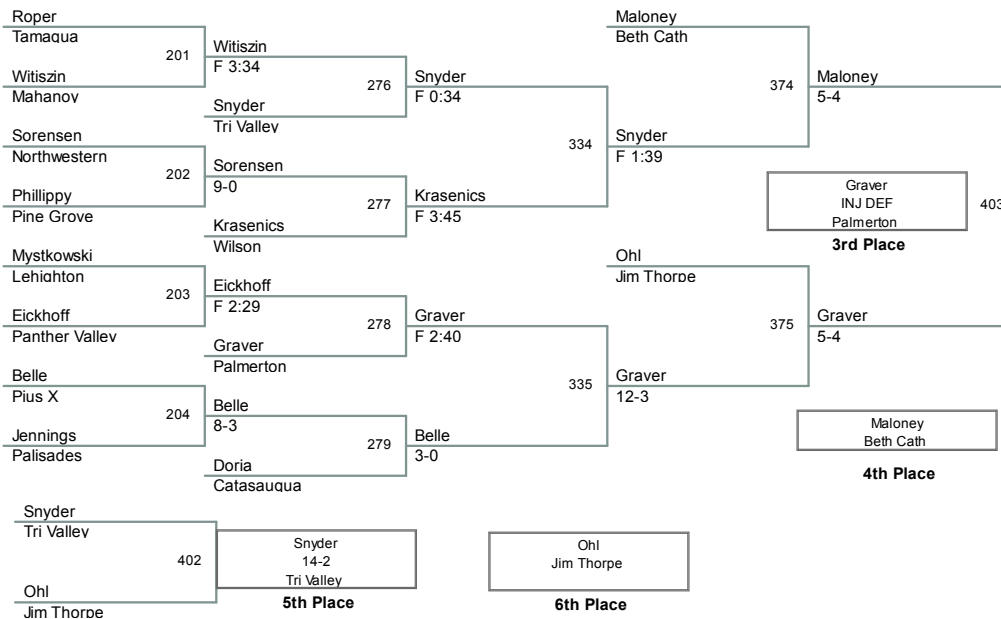 Roper
Tamaqua
201
Witiszin
Mahanoy
Witiszin
F 3:34
276
Snyder
Tri Valley
Snyder
F 0:34
Sorensen
Northwestern
202
Phillippy
Pine Grove
Sorensen
9-0
277
Krasenics
Wilson
Krasenics
F 3:45
334
Snyder
F 1:39
Maloney
Beth Cath
374
Maloney
5-4
Graver
INJ DEF
Palmerton
403
3rd Place
Mystkowski
Lehighton
203
Eickhoff
Panther Valley
Eickhoff
F 2:29
278
Graver
Palmerton
Graver
F 2:40
Belle
Pius X
204
Jennings
Palisades
Belle
8-3
279
Doria
Catasauqua
Belle
3-0
335
Graver
12-3
Ohl
Jim Thorpe
375
Graver
5-4
Maloney
Beth Cath
4th Place
Snyder
Tri Valley
402
Ohl
Jim Thorpe
Snyder
14-2
Tri Valley
5th Place
Ohl
Jim Thorpe
6th Place